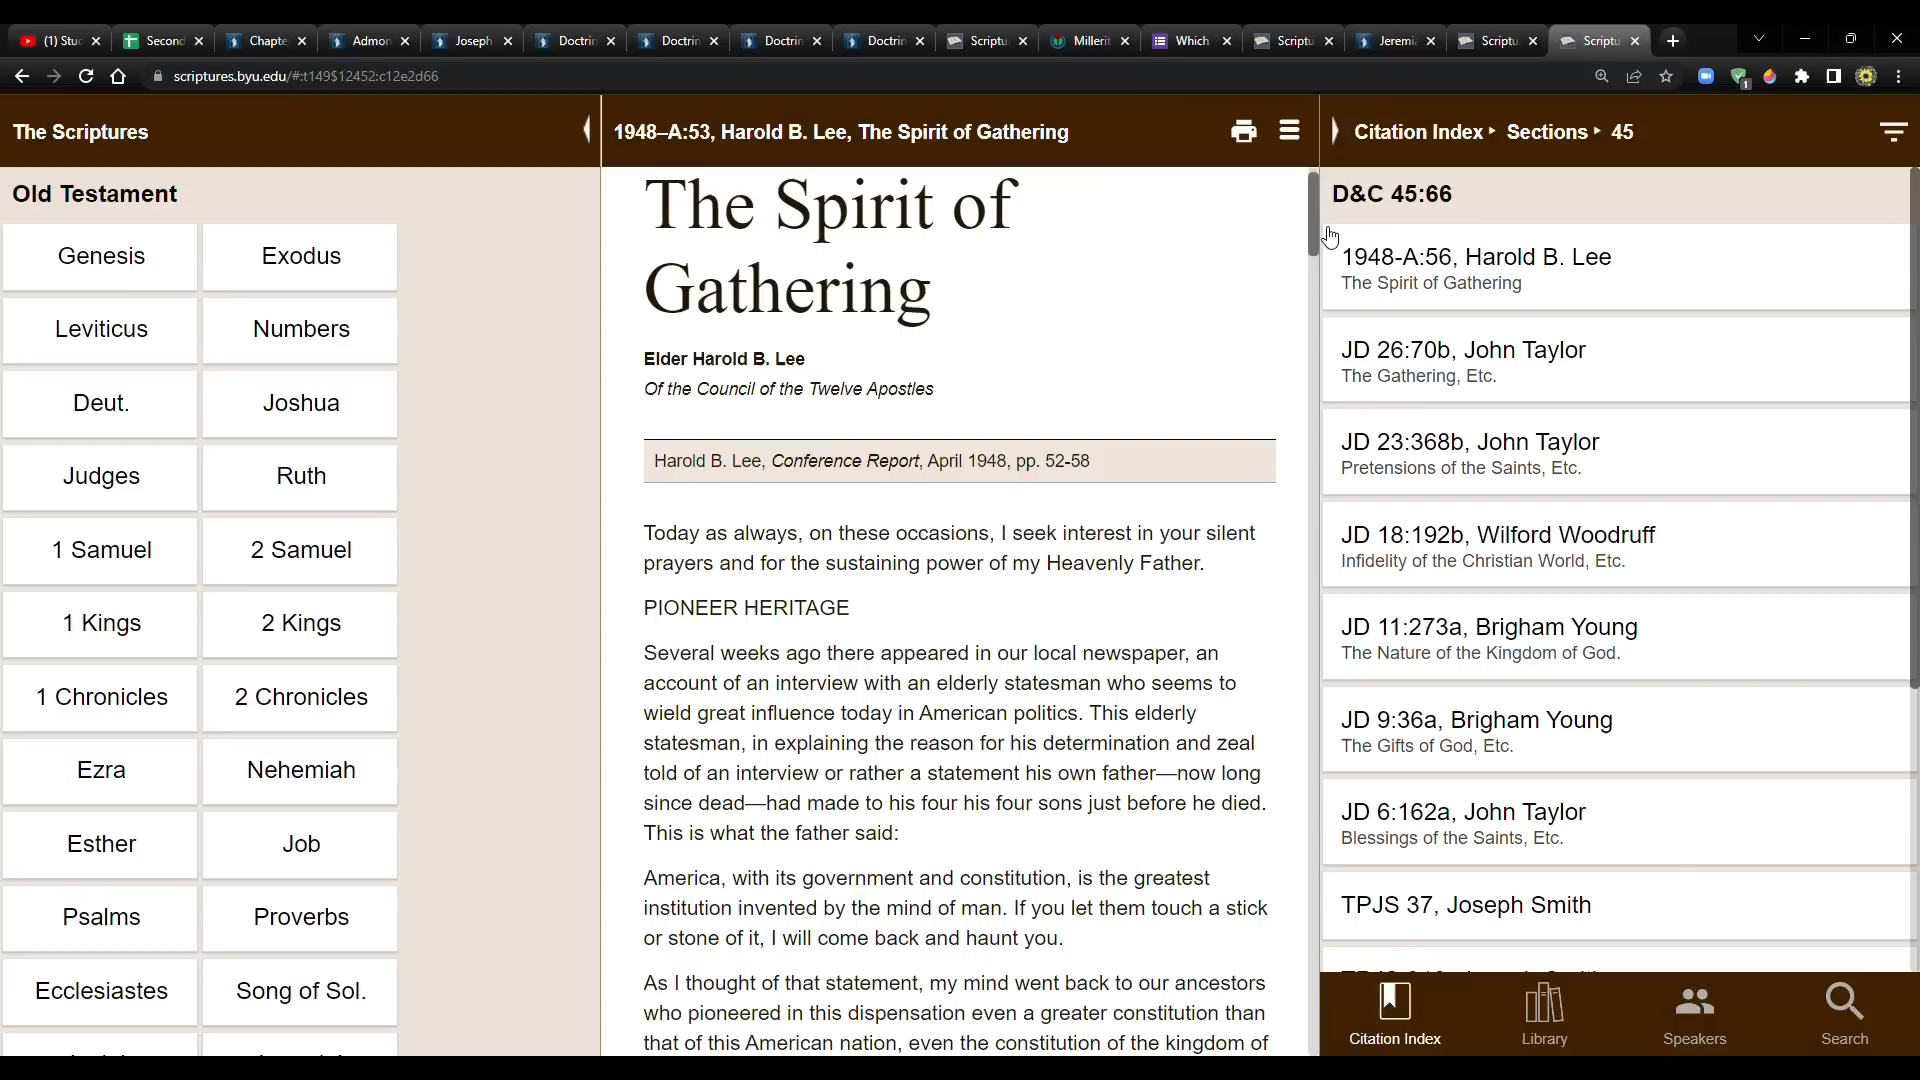 (1) Stuc
Second
Chapte
Admon
Joseph
Doctrin
Doctrin
Doctrin
Doctrin
Scriptu
Millerit
Which
Scriptu
Jeremia
Scriptu
Scriptu
scriptures.byu.edu/#:t149$12452:c12e2d66
1
The Scriptures
1948–A:53, Harold B. Lee, The Spirit of Gathering
Citation Index Sections 45
Old Testament
Genesis Exodus
Leviticus Numbers
Deut. Joshua
Judges Ruth
1 Samuel 2 Samuel
1 Kings 2 Kings
1 Chronicles 2 Chronicles
Ezra Nehemiah
Esther Job
Psalms Proverbs
Ecclesiastes Song of Sol.
The Spirit of
Gathering
Elder Harold B. Lee
Of the Council of the Twelve Apostles
Harold B. Lee, Conference Report, April 1948, pp. 52-58
Today as always, on these occasions, I seek interest in your silent
prayers and for the sustaining power of my Heavenly Father.
PIONEER HERITAGE
Several weeks ago there appeared in our local newspaper, an
account of an interview with an elderly statesman who seems to
wield great influence today in American politics. This elderly
statesman, in explaining the reason for his determination and zeal
told of an interview or rather a statement his own father—now long
since dead—had made to his four his four sons just before he died.
This is what the father said:
America, with its government and constitution, is the greatest
institution invented by the mind of man. If you let them touch a stick
or stone of it, I will come back and haunt you.
As I thought of that statement, my mind went back to our ancestors
who pioneered in this dispensation even a greater constitution than
that of this American nation, even the constitution of the kingdom of
D&C 45:66
1948-A:56, Harold B. Lee
The Spirit of Gathering
JD 26:70b, John Taylor
The Gathering, Etc.
JD 23:368b, John Taylor
Pretensions of the Saints, Etc.
JD 18:192b, Wilford Woodruff
Infidelity of the Christian World, Etc.
JD 11:273a, Brigham Young
The Nature of the Kingdom of God.
JD 9:36a, Brigham Young
The Gifts of God, Etc.
JD 6:162a, John Taylor
Blessings of the Saints, Etc.
TPJS 37, Joseph Smith
Citation Index
Library
Speakers
Search